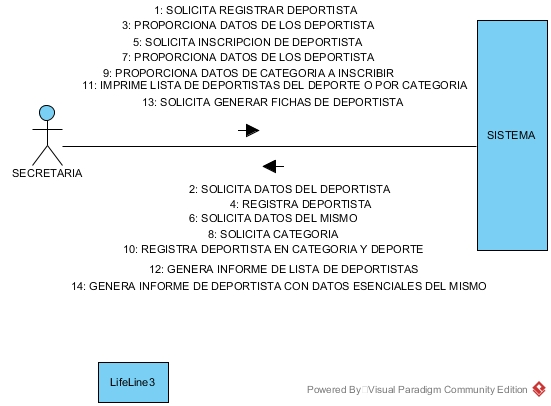 1: SOLICITA REGISTRAR DEPORTISTA
3: PROPORCIONA DATOS DE LOS DEPORTISTA
5: SOLICITA INSCRIPCION DE DEPORTISTA
7: PROPORCIONA DATOS DE LOS DEPORTISTA
9: PROPORCIONA DATOS DE CATEGORIA A INSCRIBIR
11: IMPRIME LISTA DE DEPORTISTAS DEL DEPORTE O POR CATEGORIA
13: SOLICITA GENERAR FICHAS DE DEPORTISTA
SISTEMA
SECRETARIA
2: SOLICITA DATOS DEL DEPORTISTA
4: REGISTRA DEPORTISTA
6: SOLICITA DATOS DEL MISMO
8: SOLICITA CATEGORIA
10: REGISTRA DEPORTISTA EN CATEGORIA Y DEPORTE
12: GENERA INFORME DE LISTA DE DEPORTISTAS
14: GENERA INFORME DE DEPORTISTA CON DATOS ESENCIALES DEL MISMO
LifeLine3
Powered By Visual Paradigm Community Edition